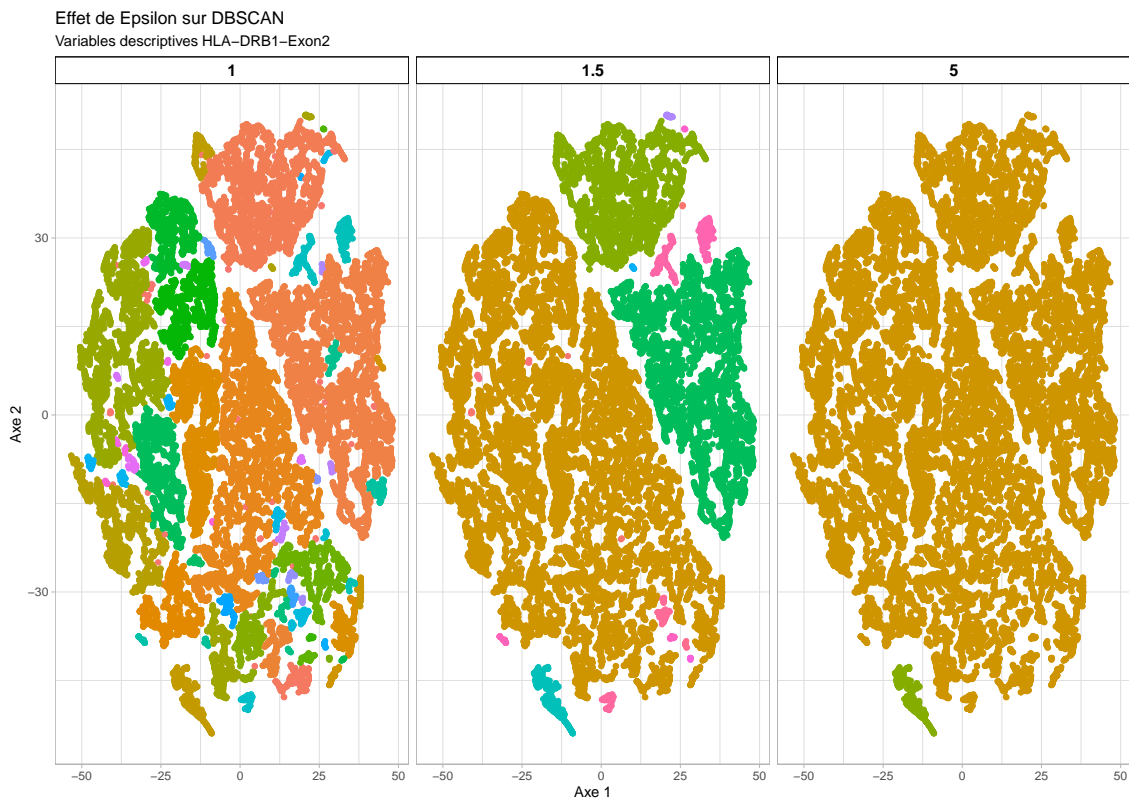 Effet de Epsilon sur DBSCAN
Variables descriptives HLA−DRB1−Exon2
1 1.5 5
30
0
−30
Axe 2
−50 −25 0 25 50 −50 −25 0 25 50 −50 −25 0 25 50
Axe 1